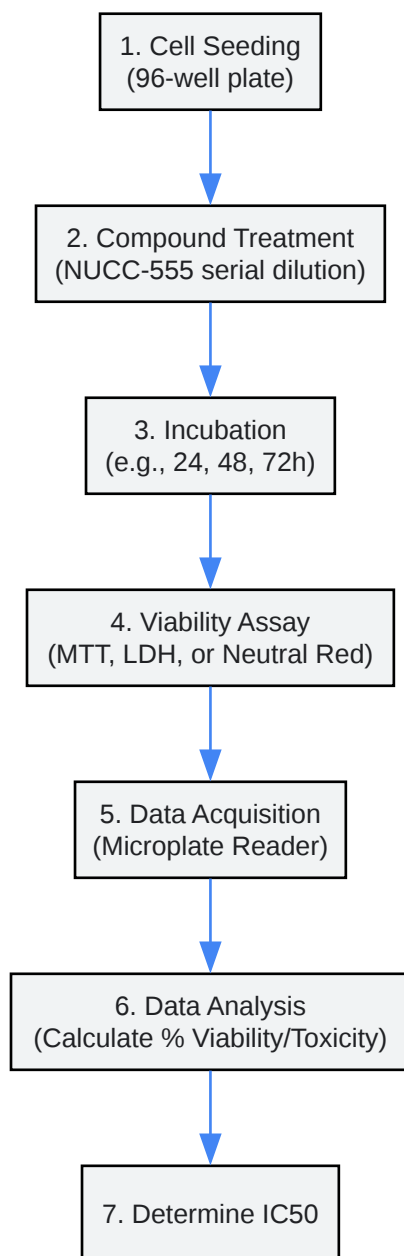 1. Cell Seeding
(96-well plate)
2. Compound Treatment
(NUCC-555 serial dilution)
3. Incubation
(e.g., 24, 48, 72h)
4. Viability Assay
(MTT, LDH, or Neutral Red)
5. Data Acquisition
(Microplate Reader)
6. Data Analysis
(Calculate % Viability/Toxicity)
7. Determine IC50